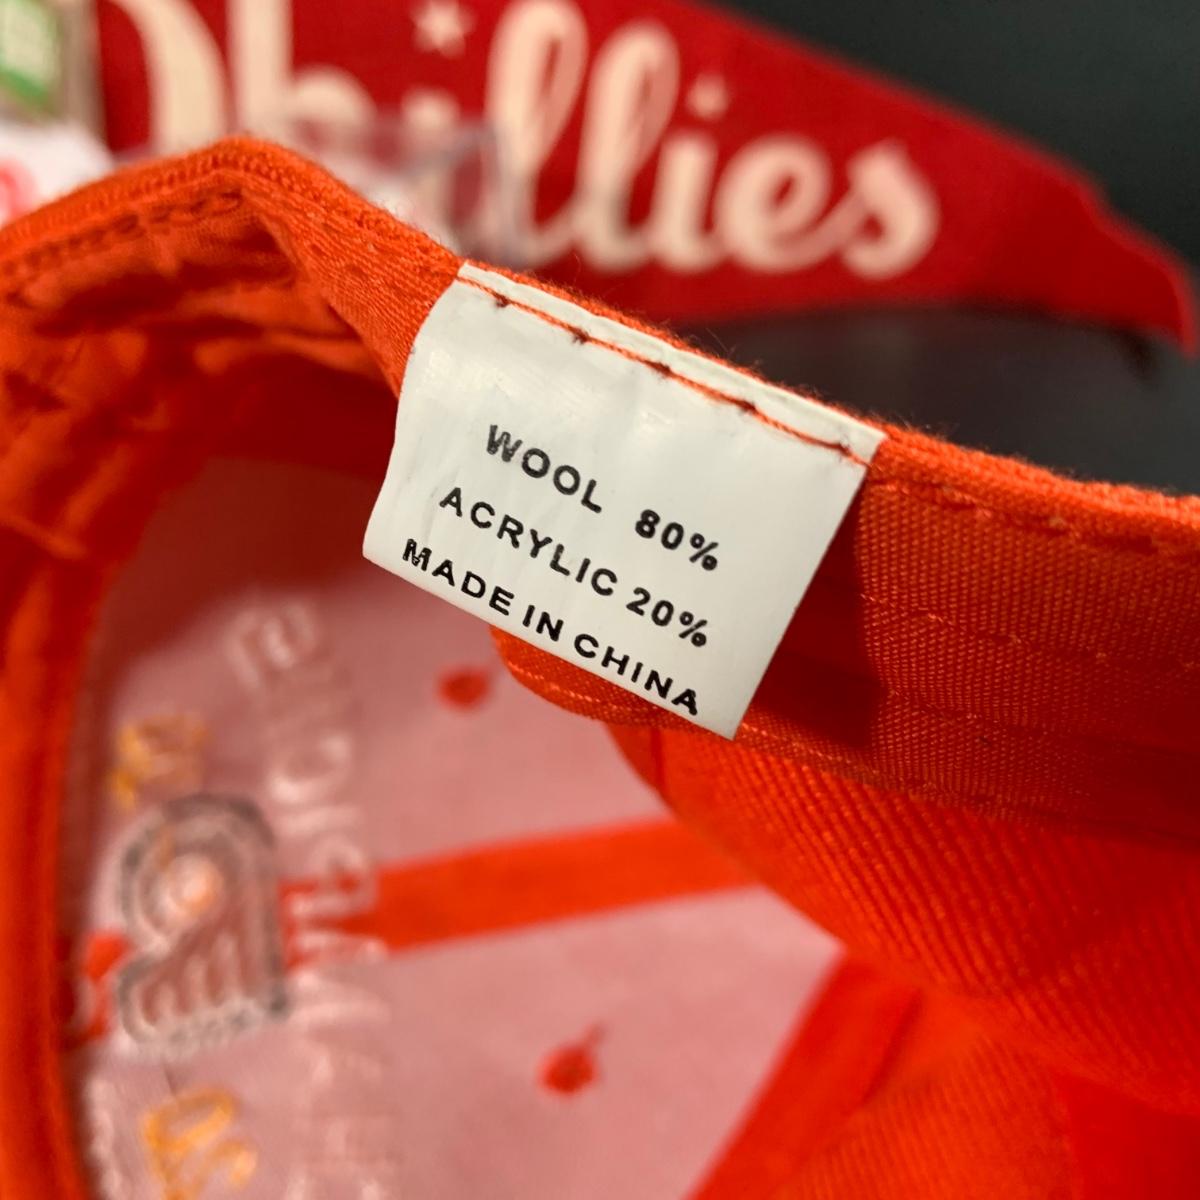 Phillies
WOOL 80%
ACRYLIC 20%
MADE IN CHINA